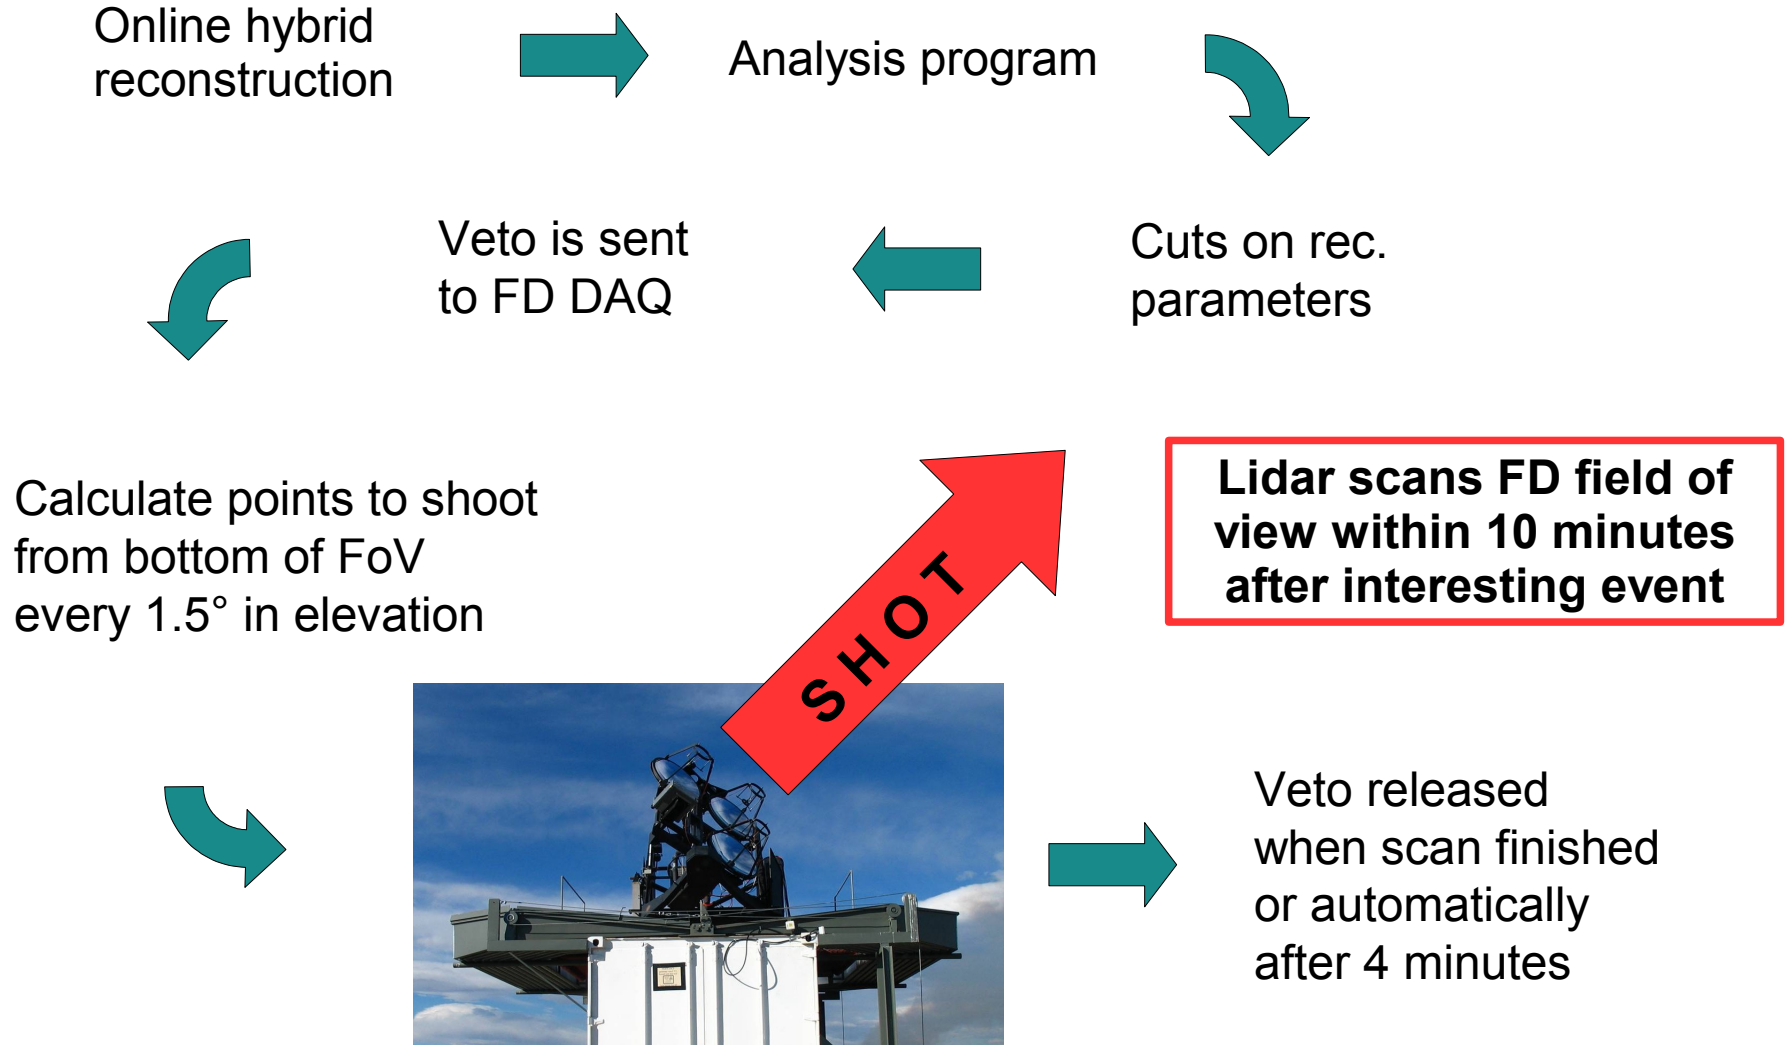 Online hybrid
reconstruction
Analysis program
Cuts on rec.
parameters
Veto is sent
to FD DAQ
Calculate points to shoot
from bottom of FoV
every 1.5° in elevation
SHOT
Lidar scans FD field of
view within 10 minutes
after interesting event
Veto released
when scan finished
or automatically
after 4 minutes